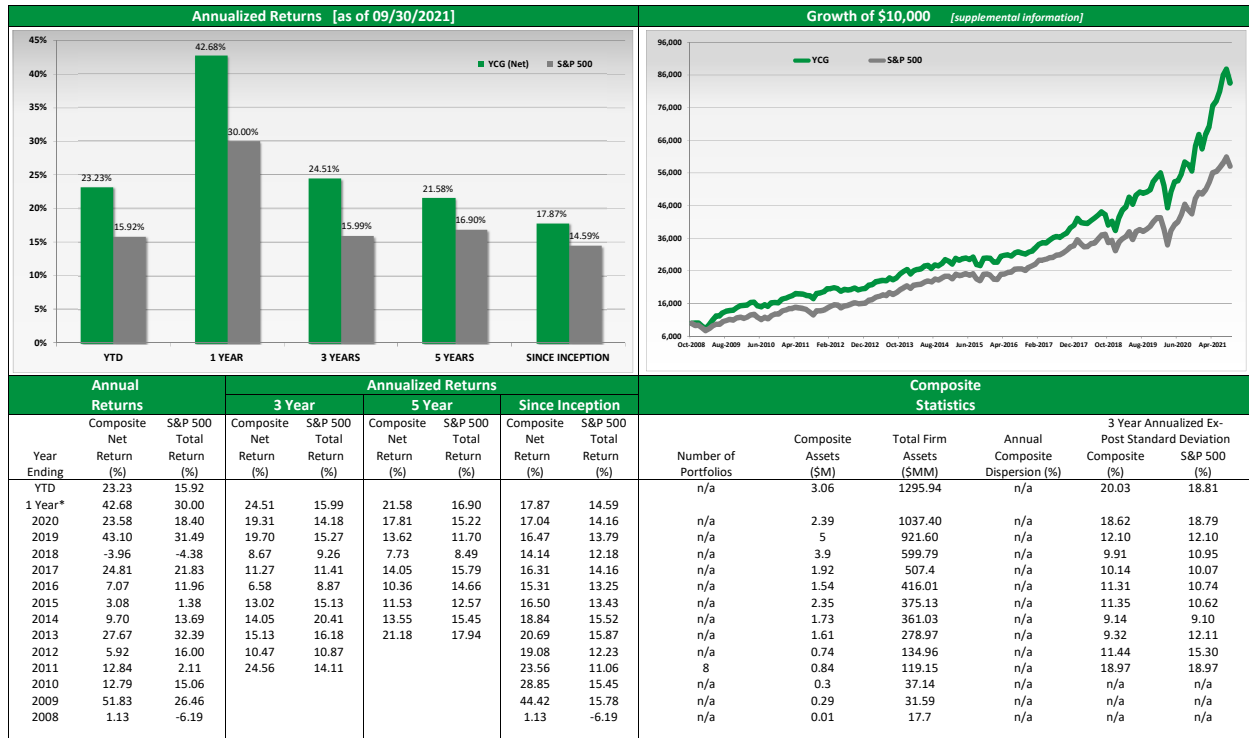 Annualized Returns [as of 09/30/2021]
45%
40%
35%
30%
25%
20%
15%
10%
5%
0%
42.68%
30.00%
23.23%
15.92%
24.51%
15.99%
21.58%
16.90%
17.87%
14.59%
YCG (Net) S&P 500
YTD 1 YEAR 3 YEARS 5 YEARS SINCE INCEPTION
Growth of $10,000 [supplemental information]
96,000
86,000
76,000
66,000
56,000
46,000
36,000
26,000
16,000
6,000
YCG S&P 500
Oct-2008 Aug-2009 Jun-2010 Apr-2011 Feb-2012 Dec-2012 Oct-2013 Aug-2014 Jun-2015 Apr-2016 Feb-2017 Dec-2017 Oct-2018 Aug-2019 Jun-2020 Apr-2021
Annual Annualized Returns Composite
Returns 3 Year 5 Year Since Inception Statistics
Composite S&P 500 Composite S&P 500 Composite S&P 500 Composite S&P 500 3 Year Annualized Ex-
Net Total Net Total Net Total Net Total Composite Total Firm Annual Post Standard Deviation
Year Return Return Return Return Return Return Return Return Number of Assets Assets Composite Composite S&P 500
Ending (%) (%) (%) (%) (%) (%) (%) (%) Portfolios ($M) ($MM) Dispersion (%) (%) (%)
YTD 23.23 15.92 n/a 3.06 1295.94 n/a 20.03 18.81
1 Year* 42.68 30.00 24.51 15.99 21.58 16.90 17.87 14.59
2020 23.58 18.40 19.31 14.18 17.81 15.22 17.04 14.16 n/a 2.39 1037.40 n/a 18.62 18.79
2019 43.10 31.49 19.70 15.27 13.62 11.70 16.47 13.79 n/a 5 921.60 n/a 12.10 12.10
2018 -3.96 -4.38 8.67 9.26 7.73 8.49 14.14 12.18 n/a 3.9 599.79 n/a 9.91 10.95
2017 24.81 21.83 11.27 11.41 14.05 15.79 16.31 14.16 n/a 1.92 507.4 n/a 10.14 10.07
2016 7.07 11.96 6.58 8.87 10.36 14.66 15.31 13.25 n/a 1.54 416.01 n/a 11.31 10.74
2015 3.08 1.38 13.02 15.13 11.53 12.57 16.50 13.43 n/a 2.35 375.13 n/a 11.35 10.62
2014 9.70 13.69 14.05 20.41 13.55 15.45 18.84 15.52 n/a 1.73 361.03 n/a 9.14 9.10
2013 27.67 32.39 15.13 16.18 21.18 17.94 20.69 15.87 n/a 1.61 278.97 n/a 9.32 12.11
2012 5.92 16.00 10.47 10.87 19.08 12.23 n/a 0.74 134.96 n/a 11.44 15.30
2011 12.84 2.11 24.56 14.11 23.56 11.06 8 0.84 119.15 n/a 18.97 18.97
2010 12.79 15.06 28.85 15.45 n/a 0.3 37.14 n/a n/a n/a
2009 51.83 26.46 44.42 15.78 n/a 0.29 31.59 n/a n/a n/a
2008 1.13 -6.19 1.13 -6.19 n/a 0.01 17.7 n/a n/a n/a